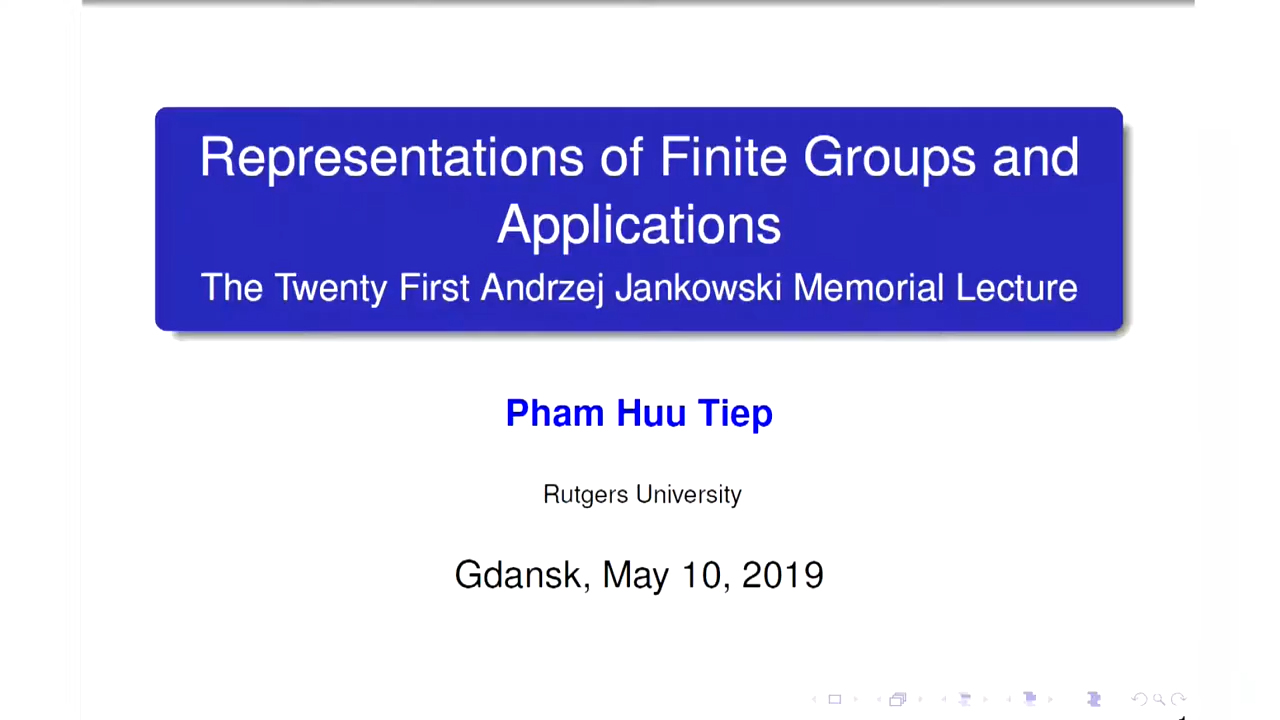 Representations of Finite Groups and
Applications
The Twenty First Andrzej Jankowski Memorial Lecture
Pham Huu Tiep
Rutgers University
Gdansk, May 10, 2019